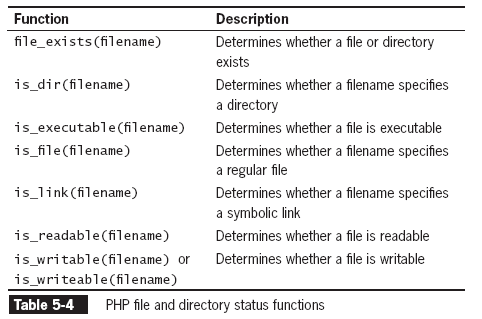 Function Description
file_exists(filename) Determines whether a file or directory
exists
is_dir(filename) Determines whether a filename specifies
a directory
is_executable(filename) Determines whether a file is executable
is_file(filename) Determines whether a filename specifies
a regular file
is_link(filename) Determines whether a filename specifies
a symbolic link
is_readable(filename) Determines whether a file is readable
is_writable(filename) or Determines whether a file is writable
is_writeable(filename)
Table 5-4 PHP file and directory status functions